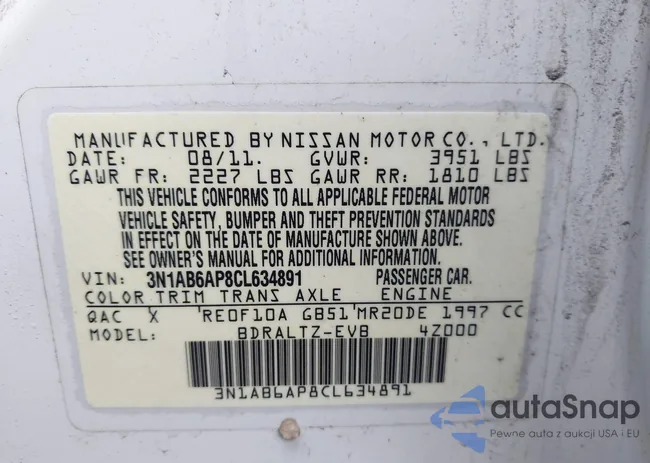 MANUFACTURED BY NISSAN MOTOR CO., LTD.
DATE: 08/11. GVWR: 3951 LBS
GAWR FR: 2227 LBS GAWR RR: 1810 LBS
THIS VEHICLE CONFORMS TO ALL APPLICABLE FEDERAL MOTOR
VEHICLE SAFETY, BUMPER AND THEFT PREVENTION STANDARDS
IN EFFECT ON THE DATE OF MANUFACTURE SHOWN ABOVE.
SEE OWNER'S MANUAL FOR ADDITIONAL INFORMATION.
VIN: 3N1AB6AP8CL634891 PASSENGER CAR.
COLOR TRIM TRANS AXLE ENGINE
QAC X 'RE0F10A GB51'MR20DE 1997 CC
MODEL: BDRALTZ-EVB 4Z000
3N1AB6AP8CL634891
autaSnap
Pewne auta z aukcji USA i EU